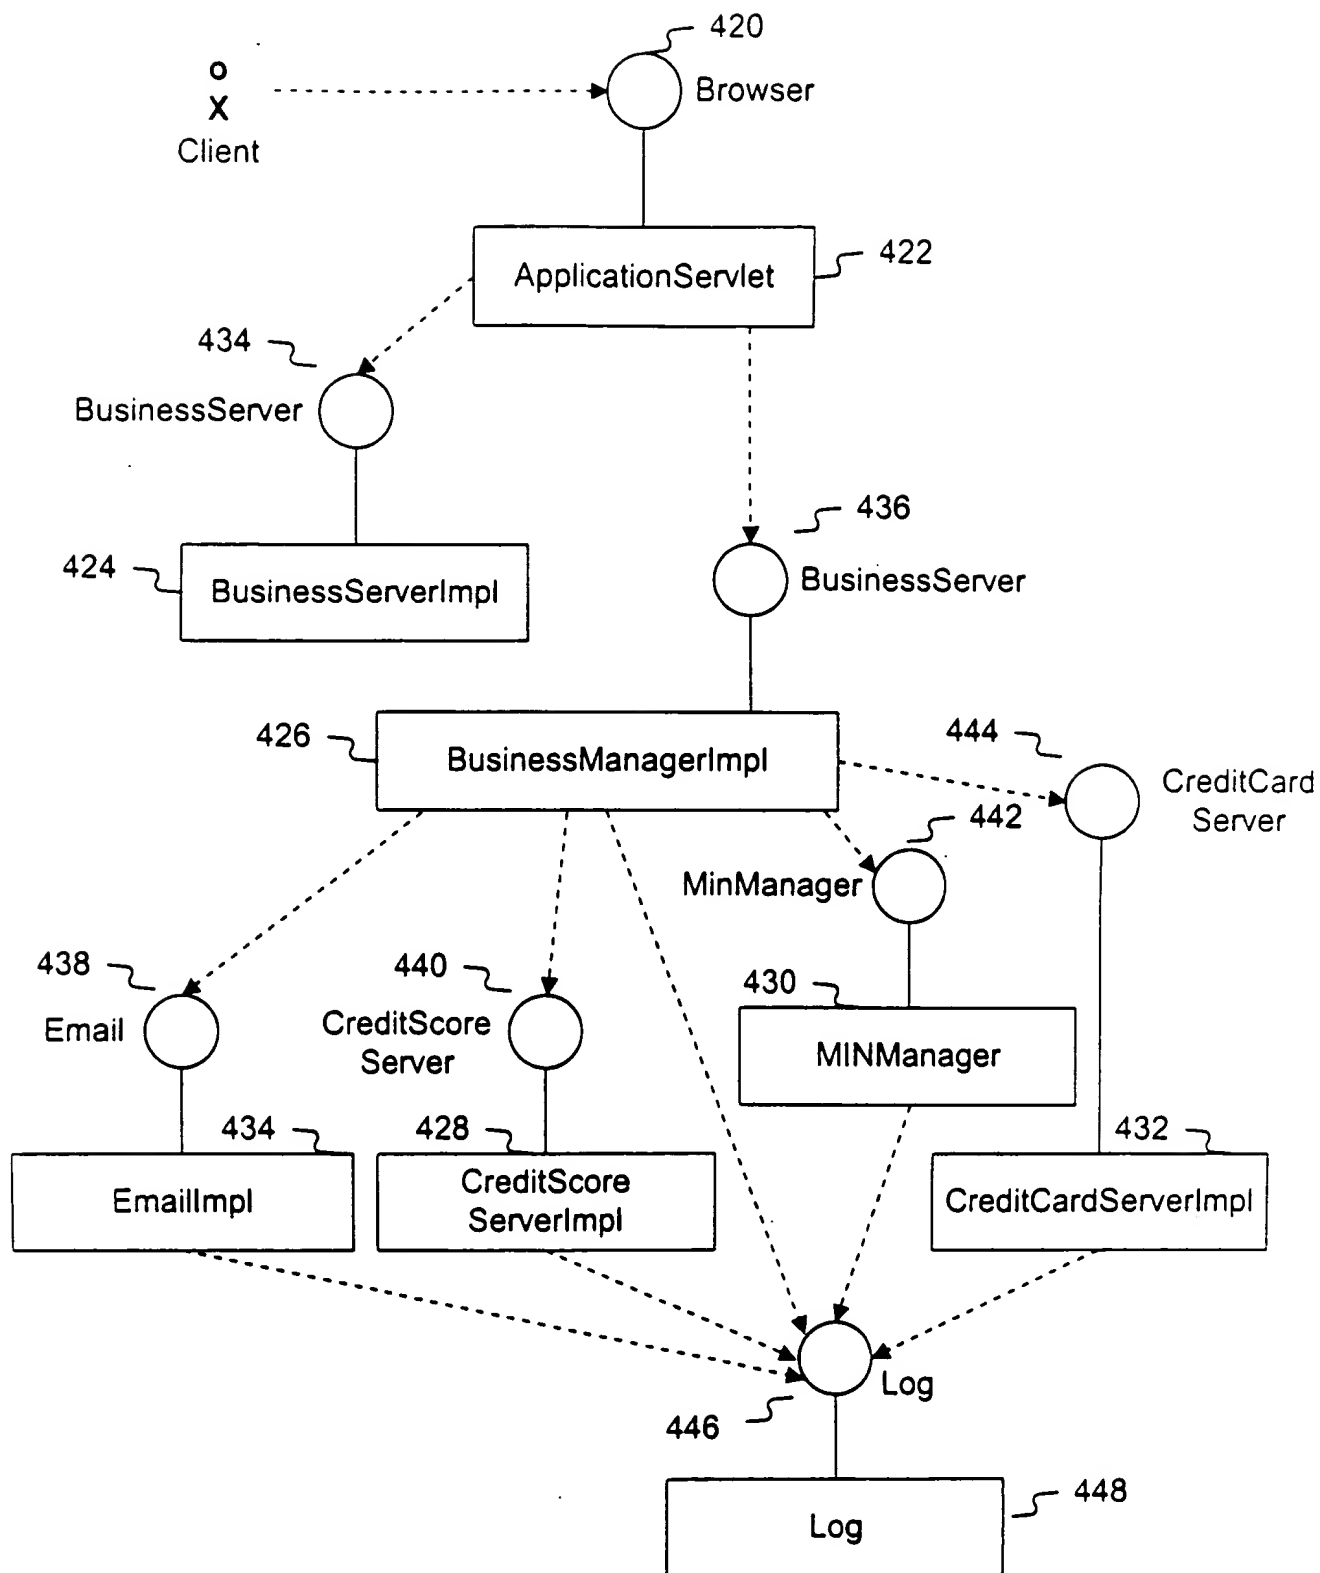 420
o
X
Client
Browser
ApplicationServlet
422
434
BusinessServer
436
BusinessServer
424
BusinessServerImpl
426
BusinessManagerImpl
444
CreditCard
Server
442
MinManager
438
Email
440
CreditScore
Server
430
MINManager
434
EmailImpl
428
CreditScore
ServerImpl
432
CreditCardServerImpl
Log
446
448
Log